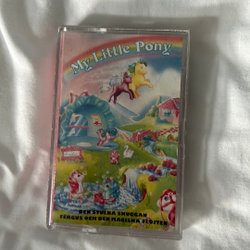 My Little Pony
DEN STULNA SKUGGAN
FERGUS OCH DEN MAGISKA FLÖJTEN